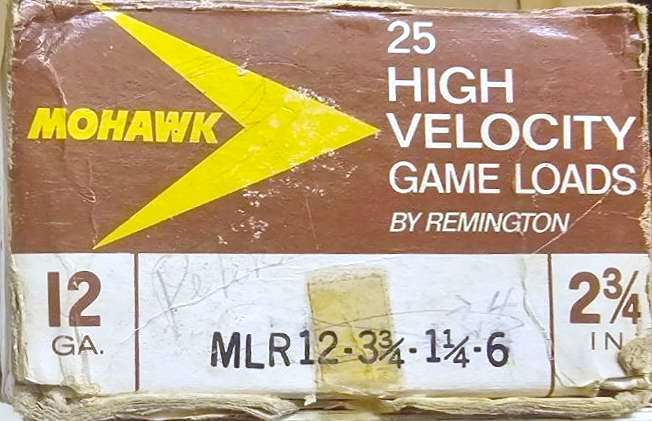 25
HIGH
MOHAWK
VELOCITY
GAME LOADS
BY REMINGTON
12
GA.
MLR12-3¾-1¼-6
2¾
IN